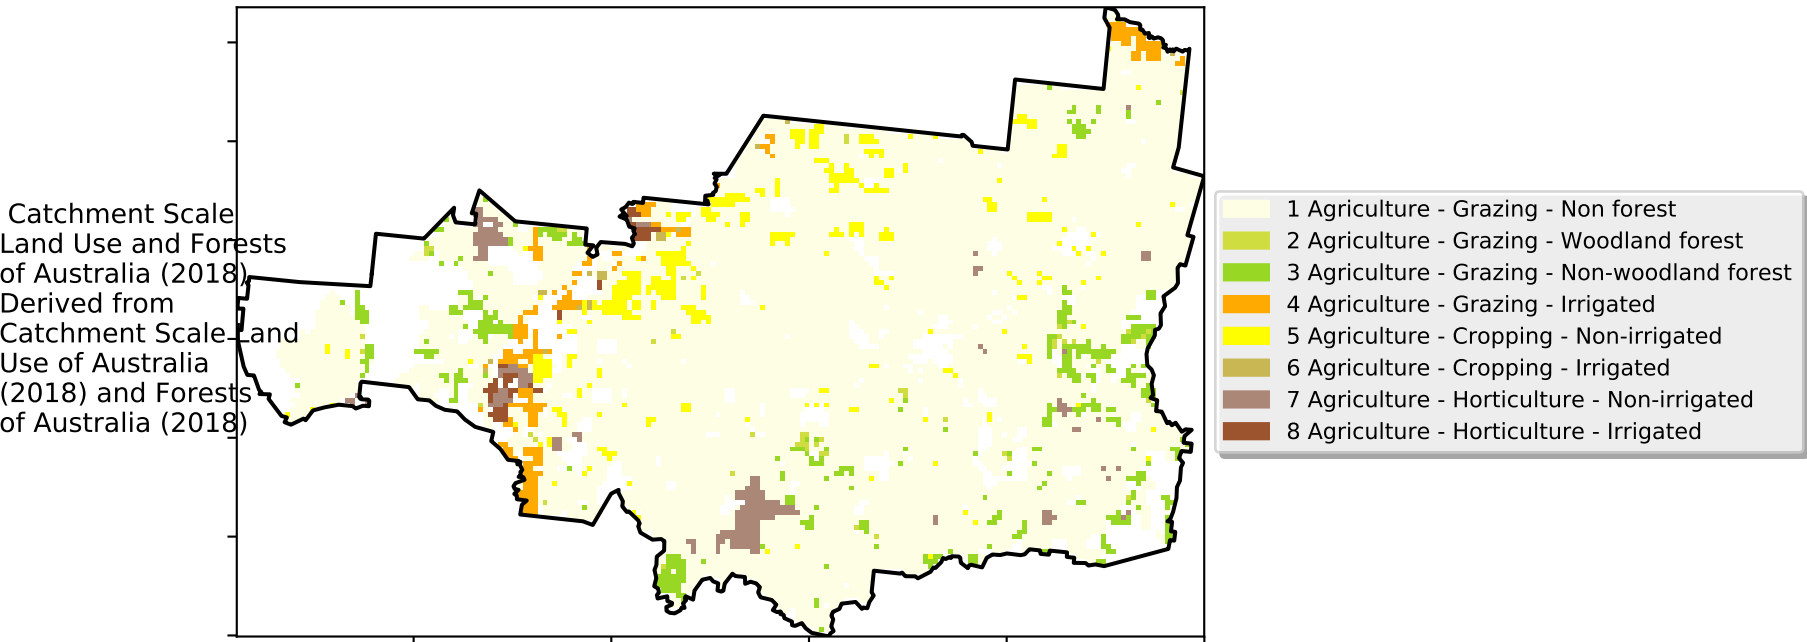 Catchment Scale
Land Use and Forests
of Australia (2018)
Derived from
Catchment Scale Land
Use of Australia
(2018) and Forests
of Australia (2018)
1 Agriculture - Grazing - Non forest
2 Agriculture - Grazing - Woodland forest
3 Agriculture - Grazing - Non-woodland forest
4 Agriculture - Grazing - Irrigated
5 Agriculture - Cropping - Non-irrigated
6 Agriculture - Cropping - Irrigated
7 Agriculture - Horticulture - Non-irrigated
8 Agriculture - Horticulture - Irrigated